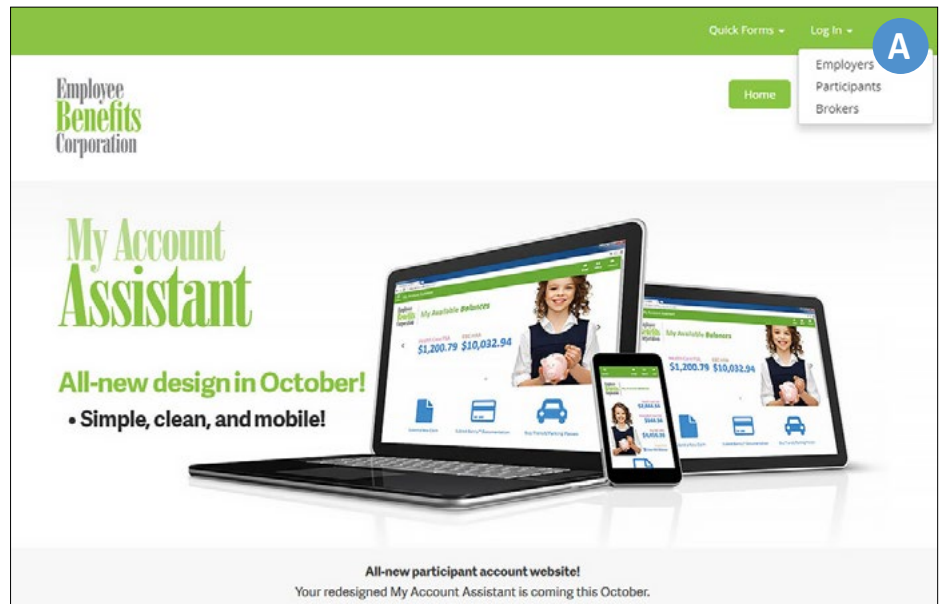 Quick Forms
Log In
A
Employers
Participants
Brokers
Home
Employee
Benefits
Corporation
My Account
Assistant
All-new design in October!
• Simple, clean, and mobile!
My Available Balances
$1,200.79 $10,032.94
My Available Balances
$1,200.79 $10,032.94
All-new participant account website!
Your redesigned My Account Assistant is coming this October.